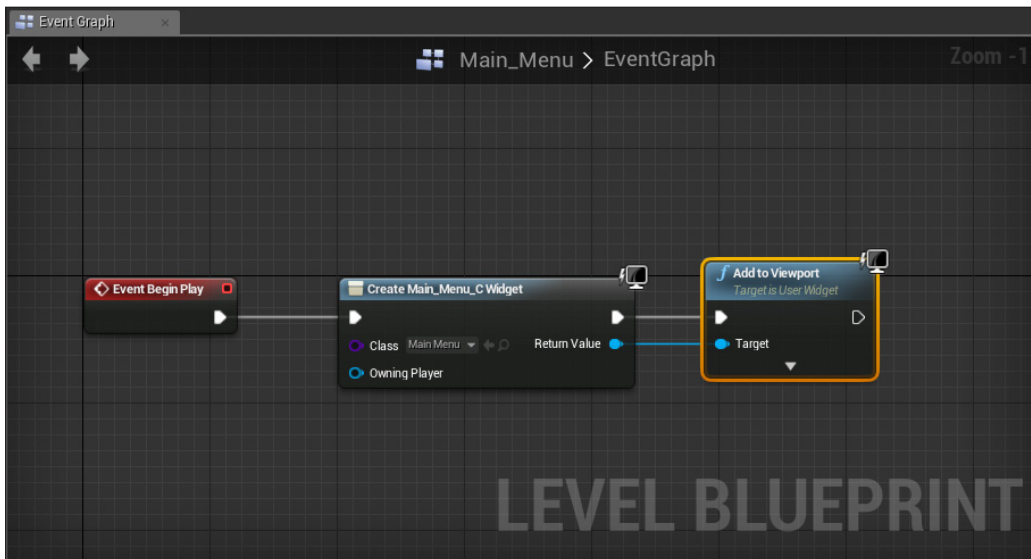 Event Graph
Main_Menu > EventGraph
Zoom -1
Event Begin Play
Create Main_Menu_C Widget
Class Main Menu
Return Value
Owning Player
Add to Viewport
Target is User Widget
Target
LEVEL BLUEPRINT